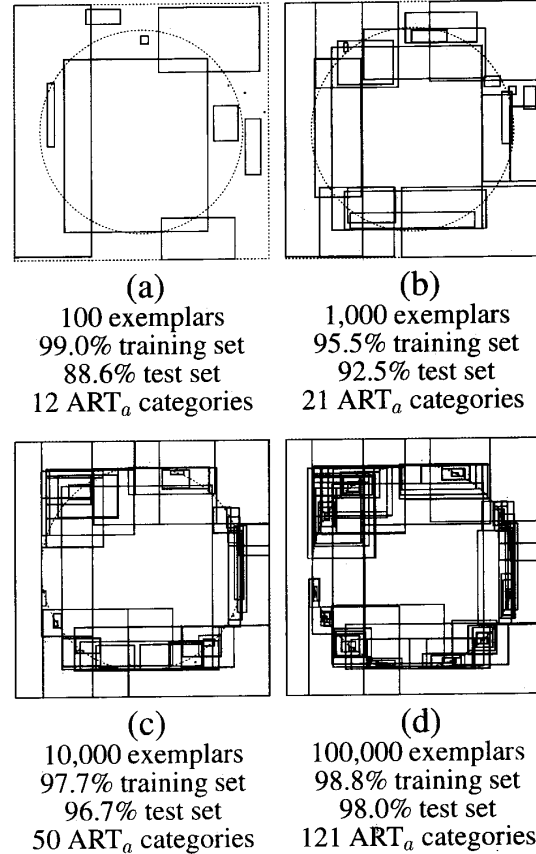 (a)
100 exemplars
99.0% training set
88.6% test set
12 ARTₐ categories
(b)
1,000 exemplars
95.5% training set
92.5% test set
21 ARTₐ categories
(c)
10,000 exemplars
97.7% training set
96.7% test set
50 ARTₐ categories
(d)
100,000 exemplars
98.8% training set
98.0% test set
121 ARTₐ categories